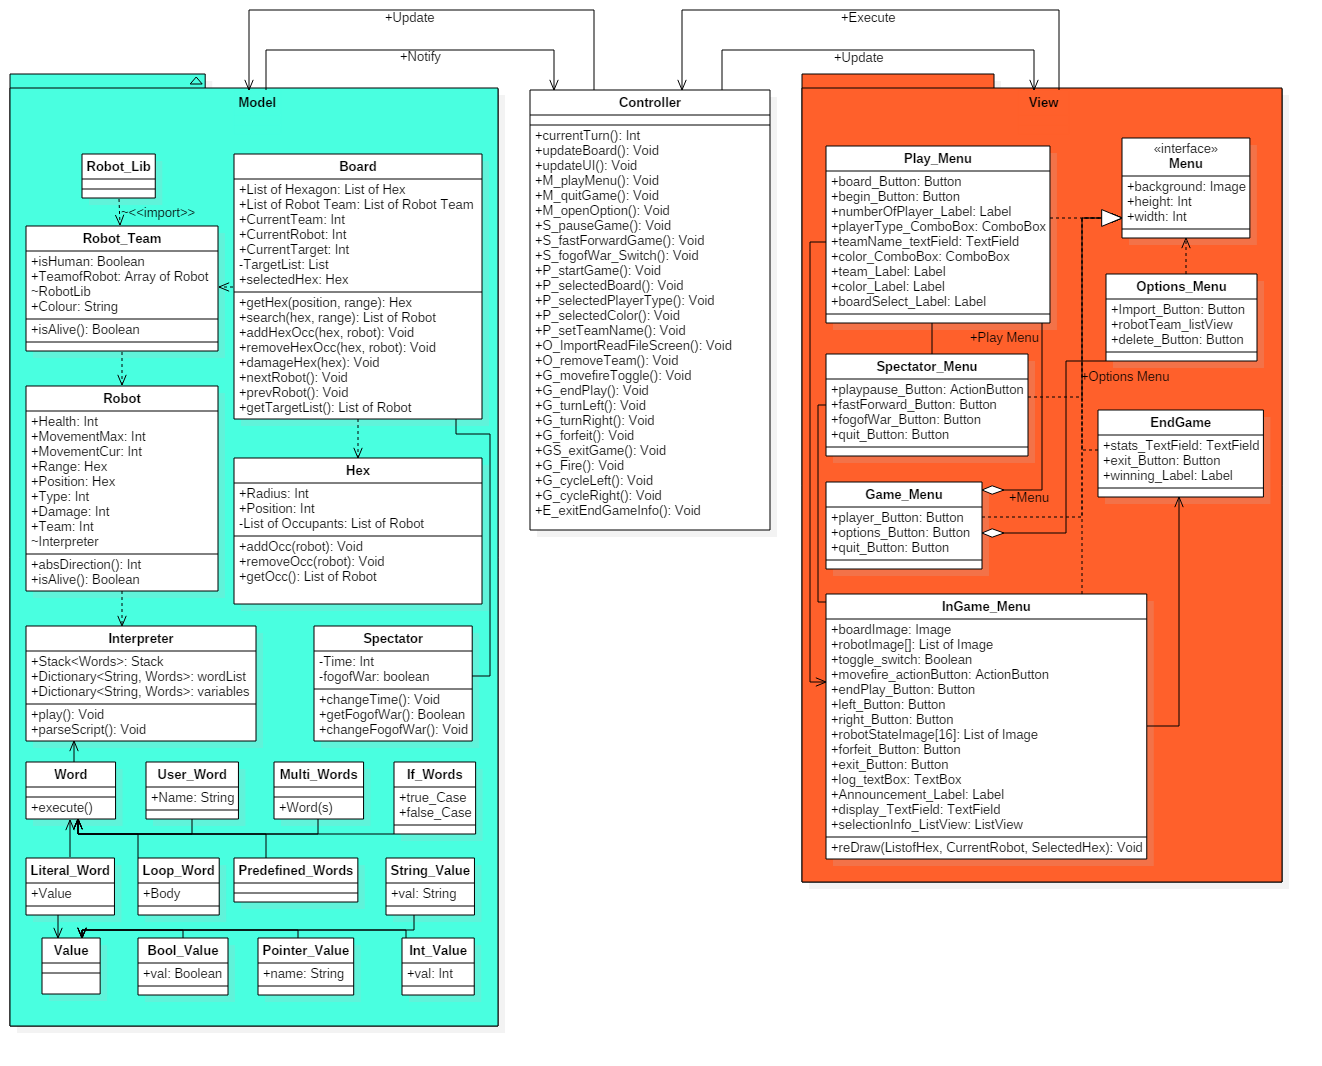 +Update
+Execute
+Notify
+Update
Model
Robot_Lib
~<<import>>
Robot_Team
+isHuman: Boolean
+TeamofRobot: Array of Robot
~RobotLib
+Colour: String
+isAlive(): Boolean
Board
+List of Hexagon: List of Hex
+List of Robot Team: List of Robot Team
+CurrentTeam: Int
+CurrentRobot: Int
+CurrentTarget: Int
-TargetList: List
+selectedHex: Hex
+getHex(position, range): Hex
+search(hex, range): List of Robot
+addHexOcc(hex, robot): Void
+removeHexOcc(hex, robot): Void
+damageHex(hex): Void
+nextRobot(): Void
+prevRobot(): Void
+getTargetList(): List of Robot
Robot
+Health: Int
+MovementMax: Int
+MovementCur: Int
+Range: Hex
+Position: Hex
+Type: Int
+Damage: Int
+Team: Int
~Interpreter
+absDirection(): Int
+isAlive(): Boolean
Hex
+Radius: Int
+Position: Int
-List of Occupants: List of Robot
+addOcc(robot): Void
+removeOcc(robot): Void
+getOcc(): List of Robot
Interpreter
+Stack<Words>: Stack
+Dictionary<String, Words>: wordList
+Dictionary<String, Words>: variables
+play(): Void
+parseScript(): Void
Spectator
-Time: Int
-fogofWar: boolean
+changeTime(): Void
+getFogofWar(): Boolean
+changeFogofWar(): Void
Word
+execute()
User_Word
+Name: String
Multi_Words
+Word(s)
If_Words
+true_Case
+false_Case
Literal_Word
+Value
Loop_Word
+Body
Predefined_Words
String_Value
+val: String
Value
Bool_Value
+val: Boolean
Pointer_Value
+name: String
Int_Value
+val: Int
Controller
+currentTurn(): Int
+updateBoard(): Void
+updateUI(): Void
+M_playMenu(): Void
+M_quitGame(): Void
+M_openOption(): Void
+S_pauseGame(): Void
+S_fastForwardGame(): Void
+S_fogofWar_Switch(): Void
+P_startGame(): Void
+P_selectedBoard(): Void
+P_selectedPlayerType(): Void
+P_selectedColor(): Void
+P_setTeamName(): Void
+O_ImportReadFileScreen(): Void
+O_removeTeam(): Void
+G_movefireToggle(): Void
+G_endPlay(): Void
+G_turnLeft(): Void
+G_turnRight(): Void
+G_forfeit(): Void
+GS_exitGame(): Void
+G_Fire(): Void
+G_cycleLeft(): Void
+G_cycleRight(): Void
+E_exitEndGameInfo(): Void
View
Play_Menu
+board_Button: Button
+begin_Button: Button
+numberOfPlayer_Label: Label
+playerType_ComboBox: ComboBox
+teamName_textField: TextField
+color_ComboBox: ComboBox
+team_Label: Label
+color_Label: Label
+boardSelect_Label: Label
«interface»
Menu
+background: Image
+height: Int
+width: Int
Options_Menu
+Import_Button: Button
+robotTeam_listView
+delete_Button: Button
+Play Menu
+Options Menu
Spectator_Menu
+playpause_Button: ActionButton
+fastForward_Button: Button
+fogofWar_Button: Button
+quit_Button: Button
EndGame
+stats_TextField: TextField
+exit_Button: Button
+winning_Label: Label
Game_Menu
+player_Button: Button
+options_Button: Button
+quit_Button: Button
+Menu
InGame_Menu
+boardImage: Image
+robotImage[]: List of Image
+toggle_switch: Boolean
+movefire_actionButton: ActionButton
+endPlay_Button: Button
+left_Button: Button
+right_Button: Button
+robotStateImage[16]: List of Image
+forfeit_Button: Button
+exit_Button: Button
+log_textBox: TextBox
+Announcement_Label: Label
+display_TextField: TextField
+selectionInfo_ListView: ListView
+reDraw(ListofHex, CurrentRobot, SelectedHex): Void